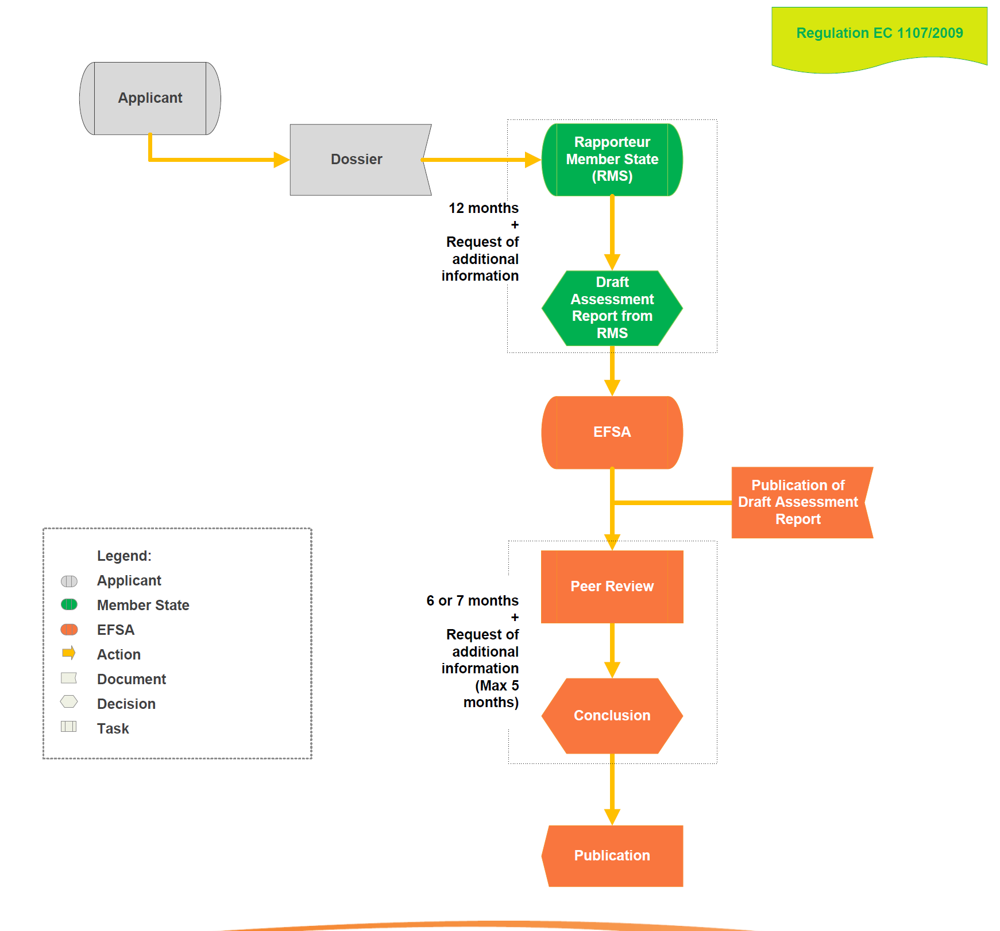 Regulation EC 1107/2009
Applicant
Dossier
Rapporteur
Member State
(RMS)
12 months
+
Request of
additional
information
Draft
Assessment
Report from
RMS
EFSA
Publication of
Draft Assessment
Report
Peer Review
6 or 7 months
+
Request of
additional
information
(Max 5
months)
Conclusion
Publication
Legend:
Applicant
Member State
EFSA
Action
Document
Decision
Task